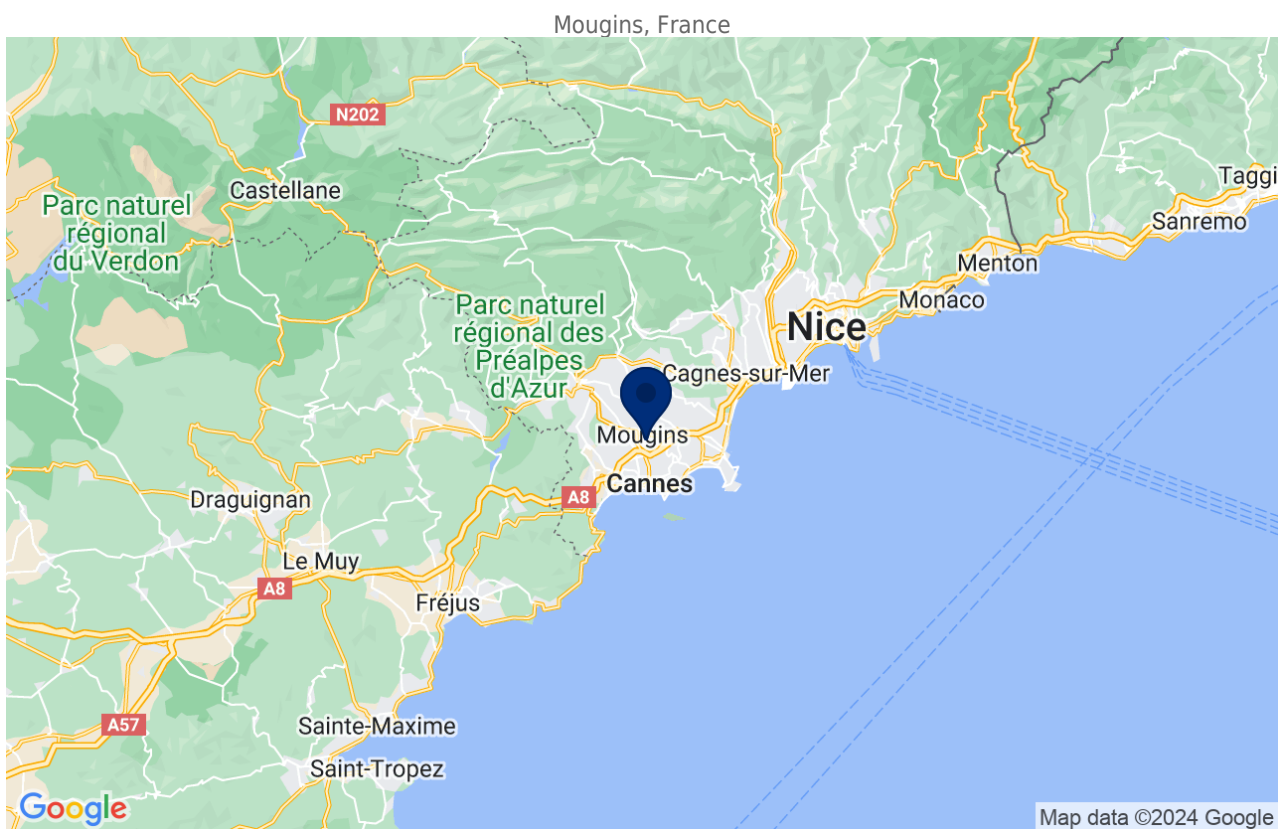 Mougins, France
N202
Castellane
Taggi
Parc naturel
régional
du Verdon
Sanremo
Menton
Monaco
Parc naturel
régional des
Préalpes
d'Azur
Nice
Cagnes-sur-Mer
Mougins
Cannes
A8
Draguignan
Le Muy
A8
Fréjus
A57
Sainte-Maxime
Saint-Tropez
Google
Map data ©2024 Google